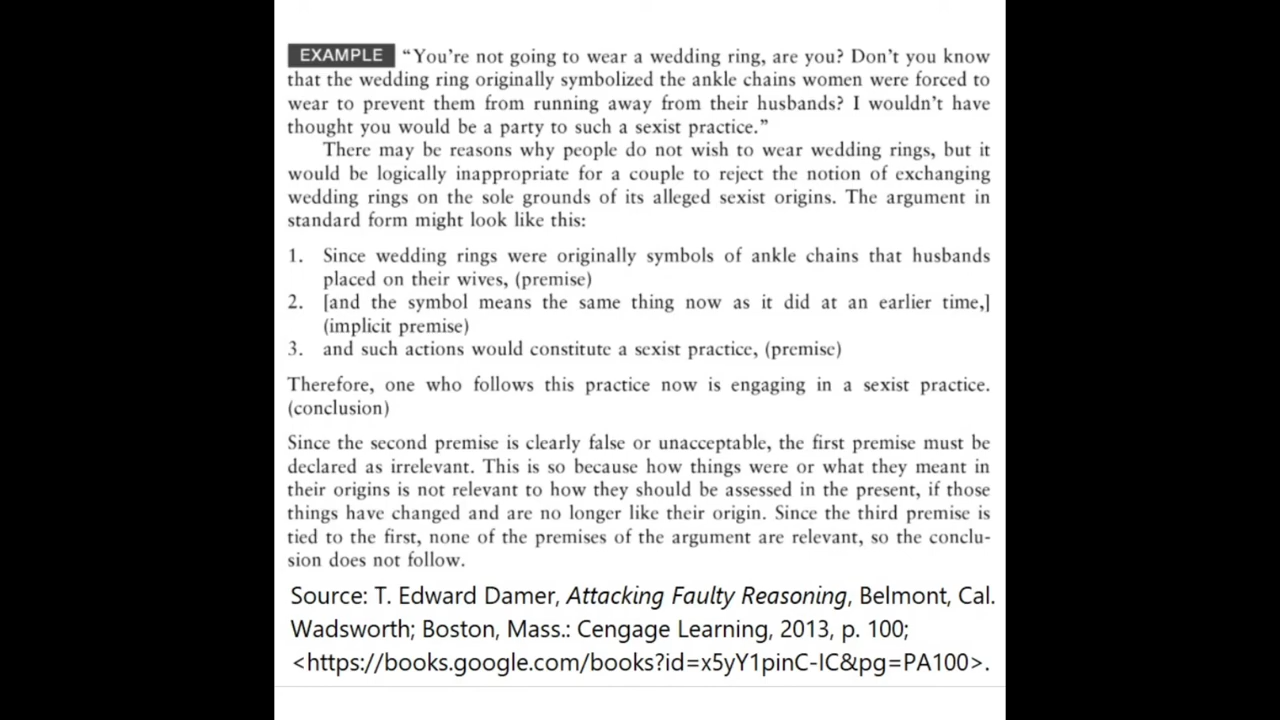 EXAMPLE “You’re not going to wear a wedding ring, are you? Don’t you know
that the wedding ring originally symbolized the ankle chains women were forced to
wear to prevent them from running away from their husbands? I wouldn’t have
thought you would be a party to such a sexist practice.”
There may be reasons why people do not wish to wear wedding rings, but it
would be logically inappropriate for a couple to reject the notion of exchanging
wedding rings on the sole grounds of its alleged sexist origins. The argument in
standard form might look like this:
1. Since wedding rings were originally symbols of ankle chains that husbands
placed on their wives, (premise)
2. [and the symbol means the same thing now as it did at an earlier time,]
(implicit premise)
3. and such actions would constitute a sexist practice, (premise)
Therefore, one who follows this practice now is engaging in a sexist practice.
(conclusion)
Since the second premise is clearly false or unacceptable, the first premise must be
declared as irrelevant. This is so because how things were or what they meant in
their origins is not relevant to how they should be assessed in the present, if those
things have changed and are no longer like their origin. Since the third premise is
tied to the first, none of the premises of the argument are relevant, so the conclu-
sion does not follow.
Source: T. Edward Damer, Attacking Faulty Reasoning, Belmont, Cal.
Wadsworth; Boston, Mass.: Cengage Learning, 2013, p. 100;
<https://books.google.com/books?id=x5yY1pinC-IC&pg=PA100>.